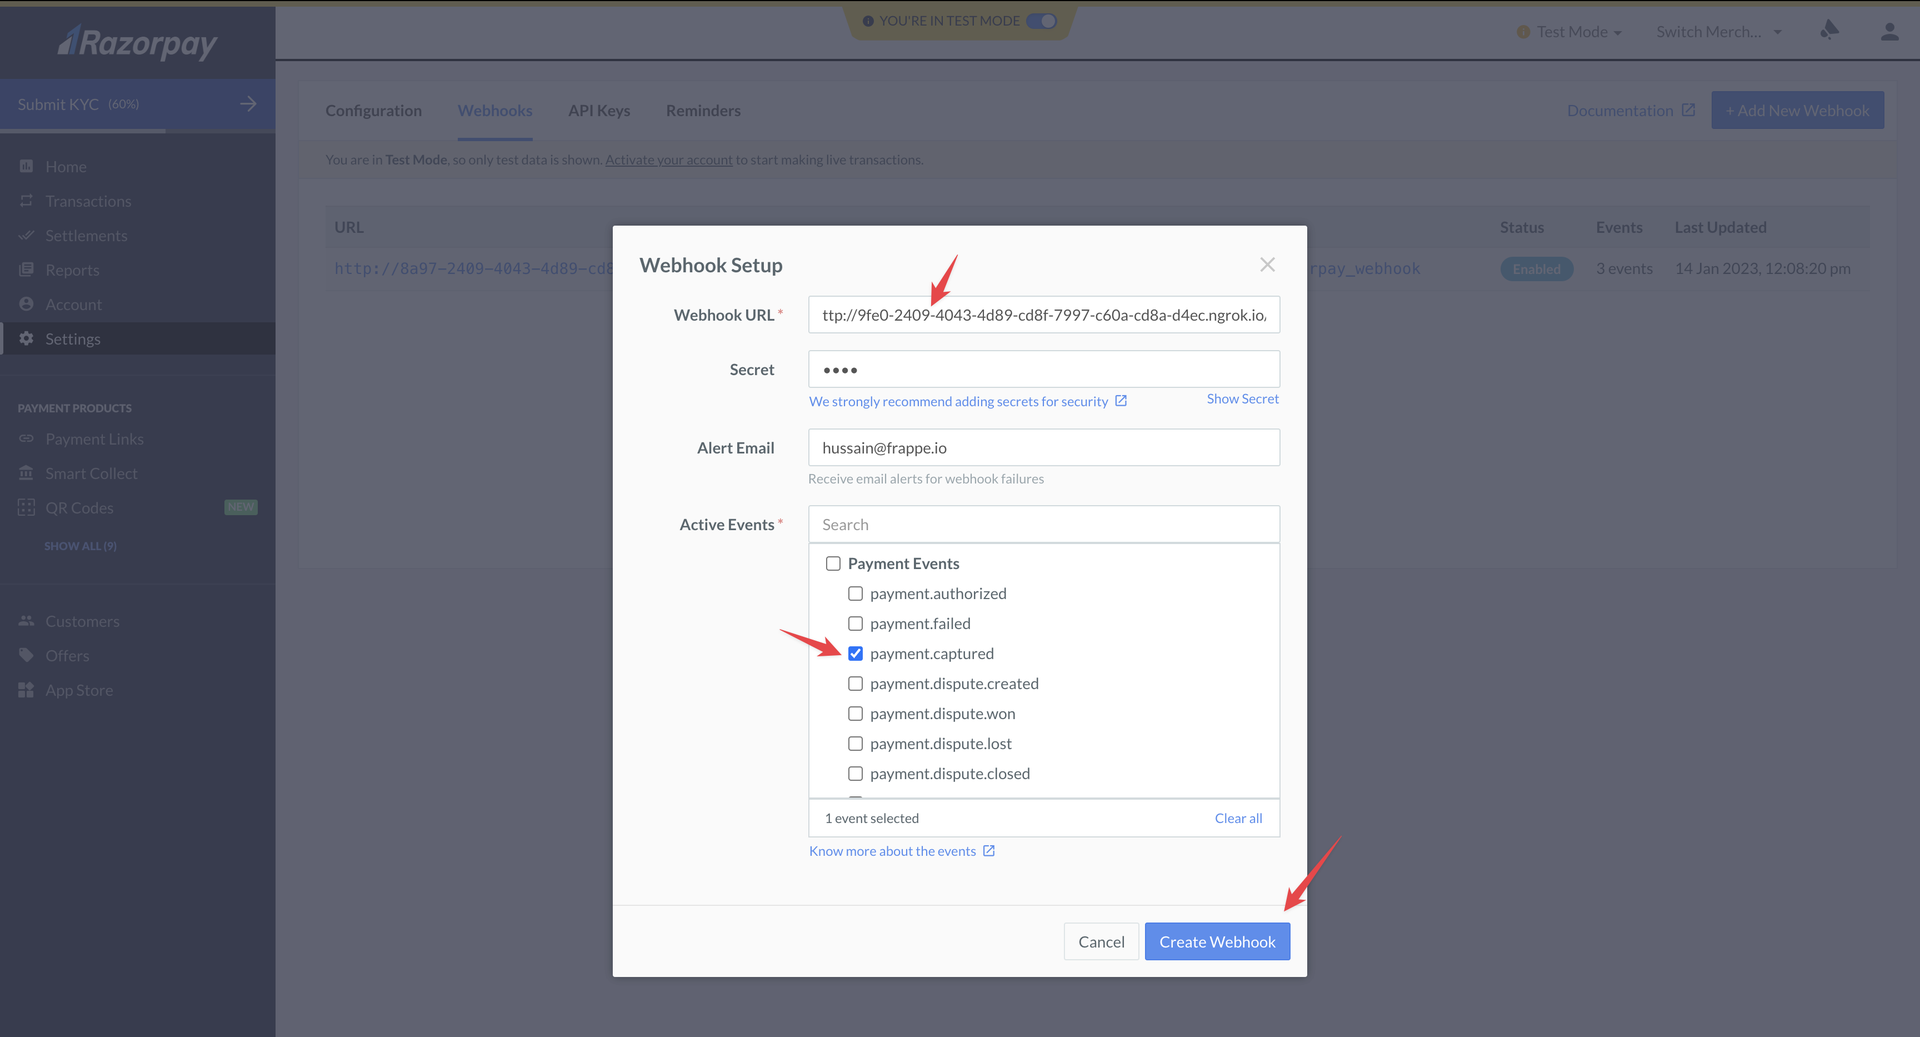 YOU'RE IN TEST MODE
Razorpay
Test Mode
Switch Merch...
Submit KYC (60%)
Configuration
Webhooks
API Keys
Reminders
Documentation
+ Add New Webhook
You are in Test Mode, so only test data is shown. Activate your account to start making live transactions.
Home
Transactions
Settlements
Reports
Account
Settings
PAYMENT PRODUCTS
Payment Links
Smart Collect
QR Codes
NEW
SHOW ALL (9)
Customers
Offers
App Store
URL
Status
Events
Last Updated
http://8a97-2409-4043-4d89-cd8
rpay_webhook
Enabled
3 events
14 Jan 2023, 12:08:20 pm
Webhook Setup
Webhook URL *
ttp://9fe0-2409-4043-4d89-cd8f-7997-c60a-cd8a-d4ec.ngrok.io/
Secret
••••
We strongly recommend adding secrets for security
Show Secret
Alert Email
hussain@frappe.io
Receive email alerts for webhook failures
Active Events *
Search
Payment Events
payment.authorized
payment.failed
payment.captured
payment.dispute.created
payment.dispute.won
payment.dispute.lost
payment.dispute.closed
1 event selected
Clear all
Know more about the events
Cancel
Create Webhook